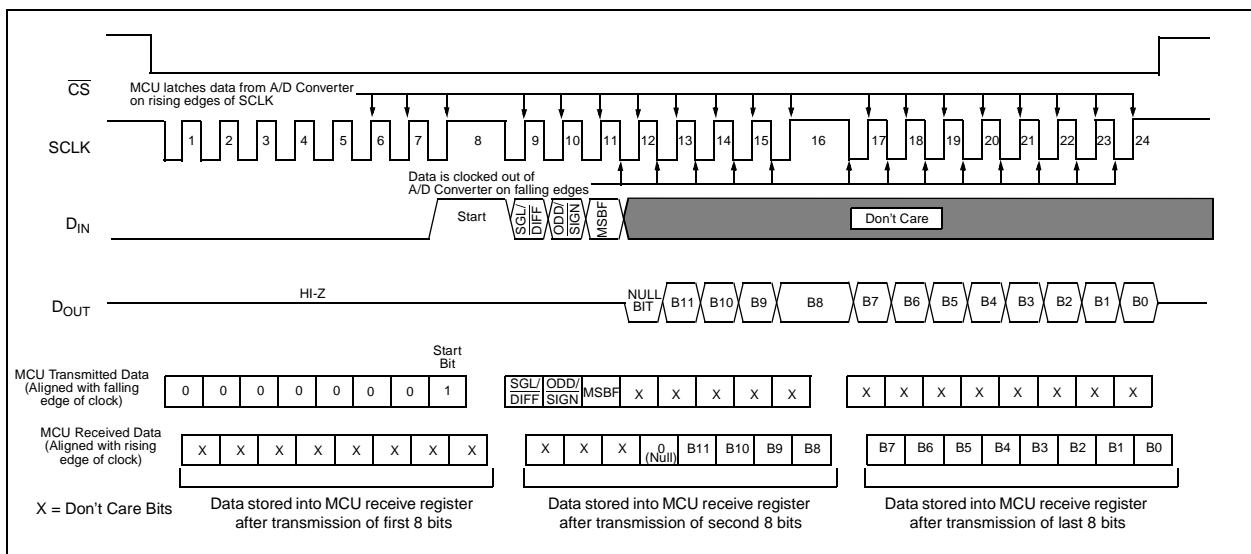 CS
MCU latches data from A/D Converter
on rising edges of SCLK
SCLK
1 2 3 4 5 6 7 8 9 10 11 12 13 14 15 16 17 18 19 20 21 22 23 24
Data is clocked out of
A/D Converter on falling edges
DIN
Start
SGL/
DIFF
ODD/
SIGN
MSBF
Don't Care
DOUT
HI-Z
NULL
BIT
B11 B10 B9 B8 B7 B6 B5 B4 B3 B2 B1 B0
Start
Bit
MCU Transmitted Data
(Aligned with falling
edge of clock)
0 0 0 0 0 0 0 1
SGL/
DIFF
ODD/
SIGN
MSBF X X X X X
X X X X X X X X
MCU Received Data
(Aligned with rising
edge of clock)
X X X X X X X X
X X X 0
(Null)
B11 B10 B9 B8
B7 B6 B5 B4 B3 B2 B1 B0
X = Don't Care Bits
Data stored into MCU receive register
after transmission of first 8 bits
Data stored into MCU receive register
after transmission of second 8 bits
Data stored into MCU receive register
after transmission of last 8 bits